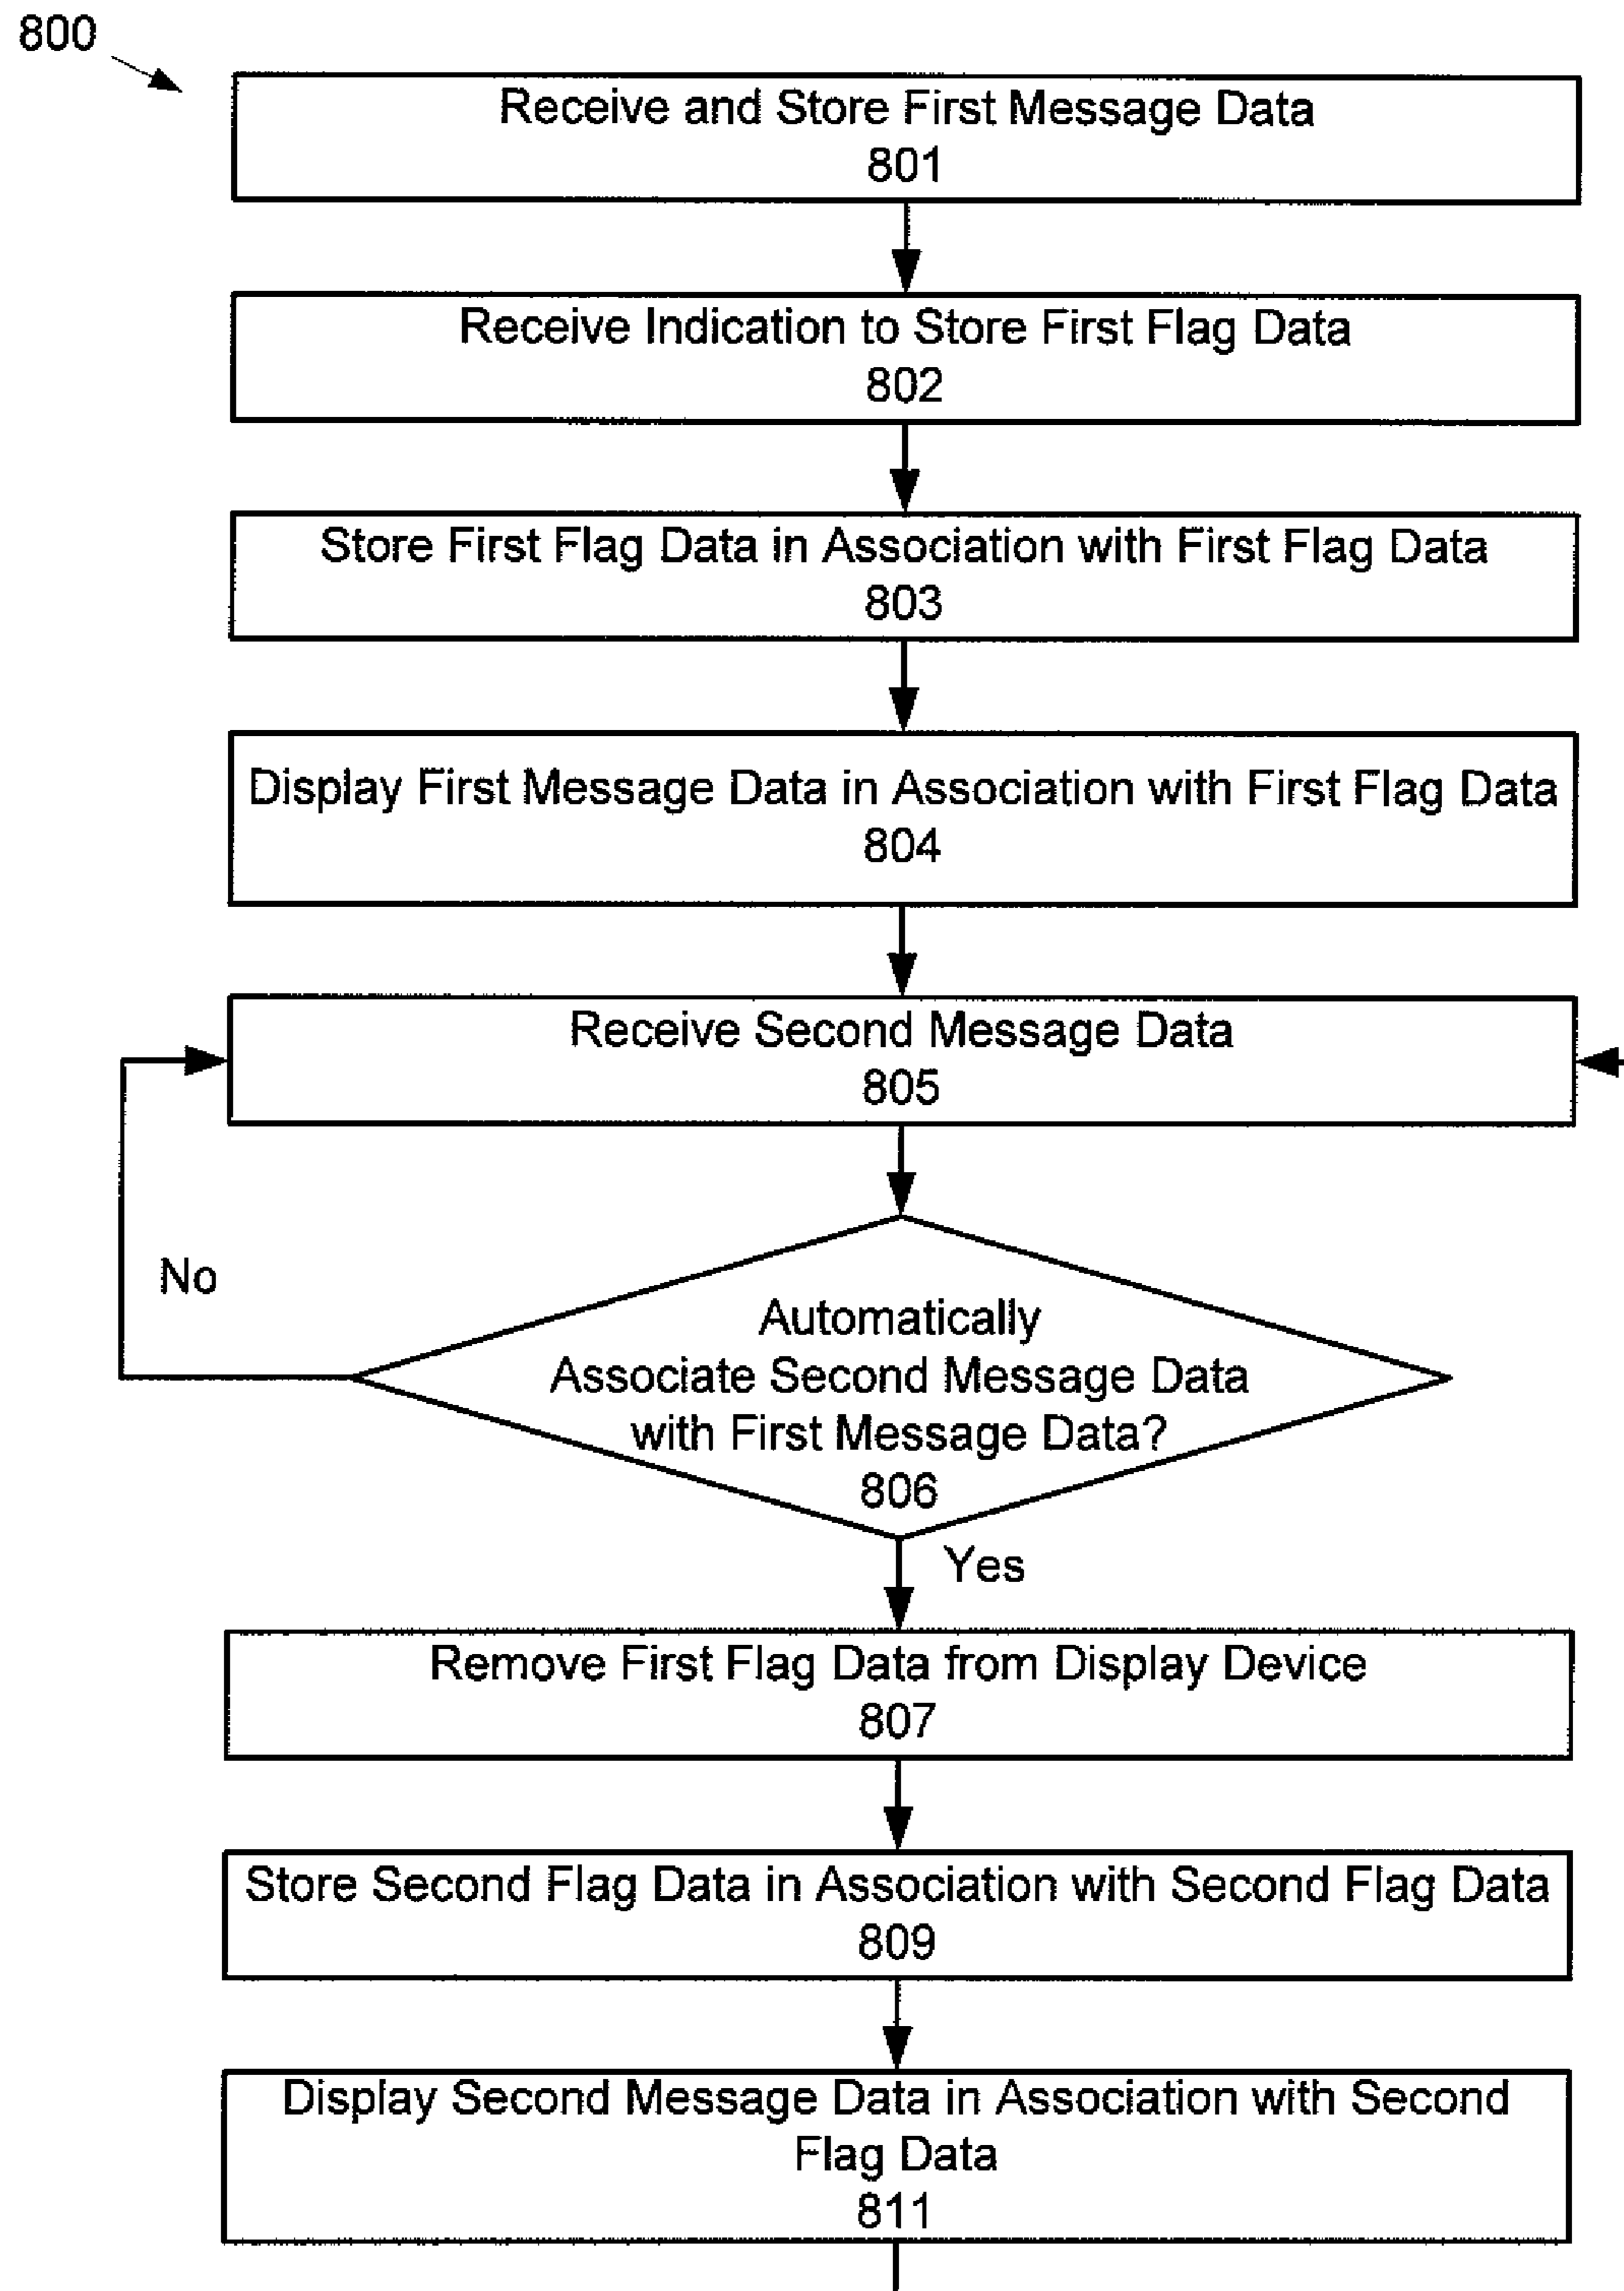 800
Receive and Store First Message Data
801
Receive Indication to Store First Flag Data
802
Store First Flag Data in Association with First Flag Data
803
Display First Message Data in Association with First Flag Data
804
Receive Second Message Data
805
No
Automatically
Associate Second Message Data
with First Message Data?
806
Yes
Remove First Flag Data from Display Device
807
Store Second Flag Data in Association with Second Flag Data
809
Display Second Message Data in Association with Second
Flag Data
811